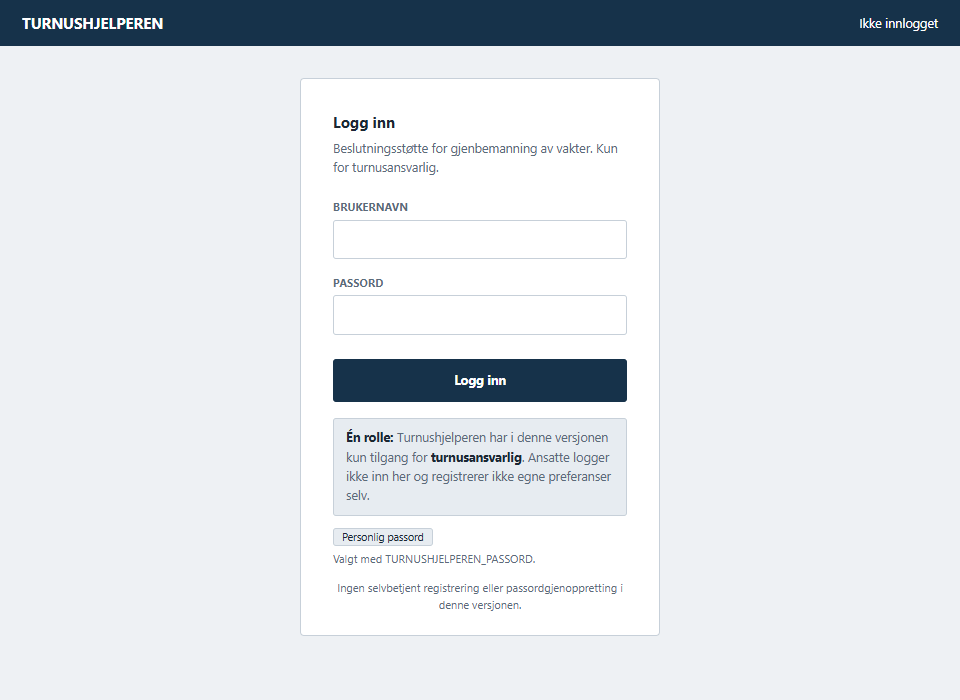 TURNUSHJELPEREN
Ikke innlogget
Logg inn
Beslutningsstøtte for gjenbemanning av vakter. Kun
for turnusansvarlig.
BRUKERNAVN
PASSORD
Logg inn
Én rolle: Turnushjelperen har i denne versjonen
kun tilgang for turnusansvarlig. Ansatte logger
ikke inn her og registrerer ikke egne preferanser
selv.
Personlig passord
Valgt med TURNUSHJELPEREN_PASSORD.
Ingen selvbetjent registrering eller passordgjenoppretting i
denne versjonen.